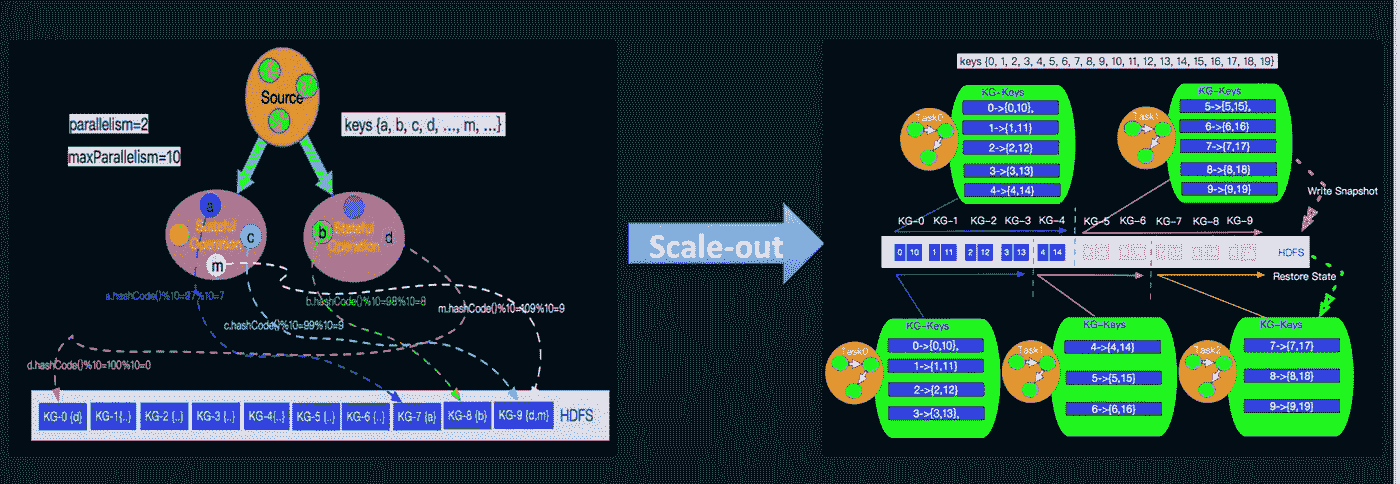 Source
parallelism=2
keys {a, b, c, d, ..., m, ...}
maxParallelism=10
a
Stateful
c
m
b
Stateful
Operation
d
a.hashCode()%10=97%10=7
b.hashCode()%10=98%10=8
m.hashCode()%10=109%10=9
c.hashCode()%10=99%10=9
d.hashCode()%10=100%10=0
KG-0 {d} KG-1{..} KG-2 {..} KG-3 {..} KG-4{..} KG-5 {..} KG-6 {..} KG-7 {a} KG-8 {b} KG-9 {d,m} HDFS
Scale-out
keys {0, 1, 2, 3, 4, 5, 6, 7, 8, 9, 10, 11, 12, 13, 14, 15, 16, 17, 18, 19}
KG-Keys
Task0
0->{0,10},
1->{1,11}
2->{2,12}
3->{3,13}
4->{4,14}
KG-Keys
Task1
5->{5,15},
6->{6,16}
7->{7,17}
8->{8,18}
9->{9,19}
Write Snapshot
KG-0 KG-1 KG-2 KG-3 KG-4 KG-5 KG-6 KG-7 KG-8 KG-9
0 10 1 11 2 12 3 13 4 14 HDFS
Restore State
KG-Keys
Task0
0->{0,10},
1->{1,11}
2->{2,12}
3->{3,13},
KG-Keys
Task1
4->{4,14}
5->{5,15}
6->{6,16}
KG-Keys
Task2
7->{7,17}
8->{8,18}
9->{9,19}